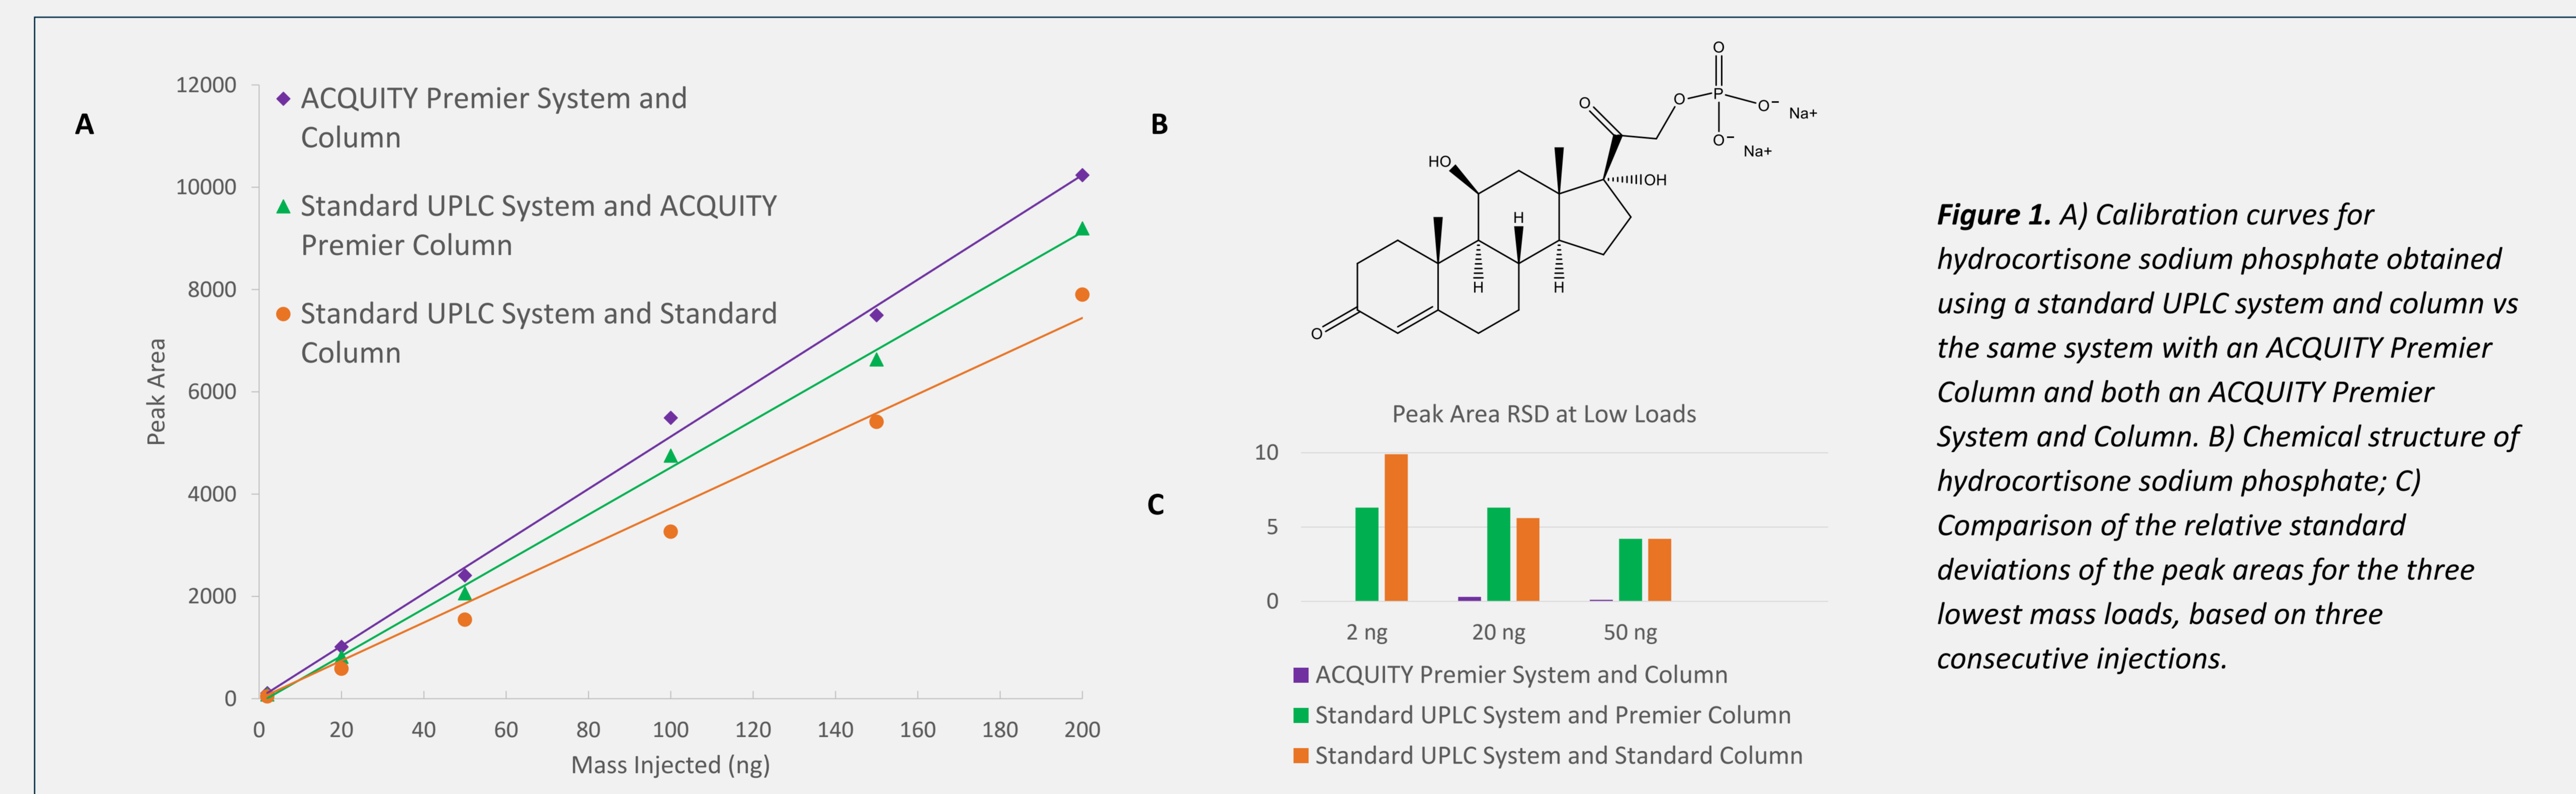 A
12000
10000
8000
6000
4000
2000
0
Peak Area
ACQUITY Premier System and
Column
Standard UPLC System and ACQUITY
Premier Column
Standard UPLC System and Standard
Column
0 20 40 60 80 100 120 140 160 180 200
Mass Injected (ng)
B
O
P
O
O
O⁻
Na+
O⁻
Na+
HO
OH
H
H
H
O
C
Peak Area RSD at Low Loads
10
5
0
2 ng 20 ng 50 ng
ACQUITY Premier System and Column
Standard UPLC System and Premier Column
Standard UPLC System and Standard Column
Figure 1. A) Calibration curves for
hydrocortisone sodium phosphate obtained
using a standard UPLC system and column vs
the same system with an ACQUITY Premier
Column and both an ACQUITY Premier
System and Column. B) Chemical structure of
hydrocortisone sodium phosphate; C)
Comparison of the relative standard
deviations of the peak areas for the three
lowest mass loads, based on three
consecutive injections.